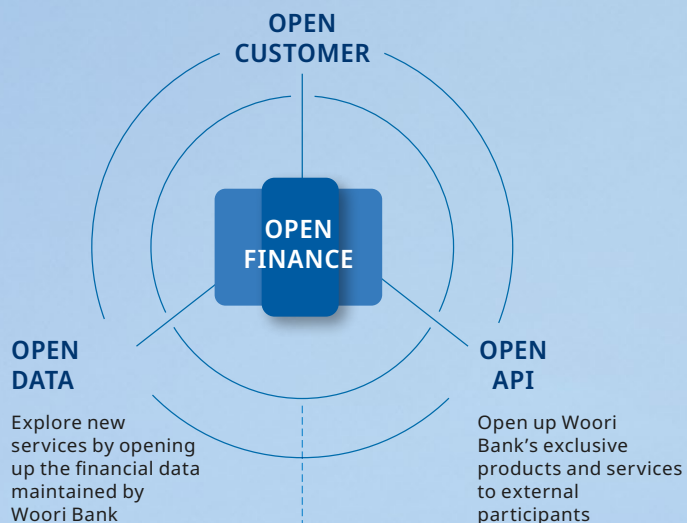 OPEN
CUSTOMER
OPEN
FINANCE
OPEN
DATA
Explore new
services by opening
up the financial data
maintained by
Woori Bank
OPEN
API
Open up Woori
Bank’s exclusive
products and services
to external
participants